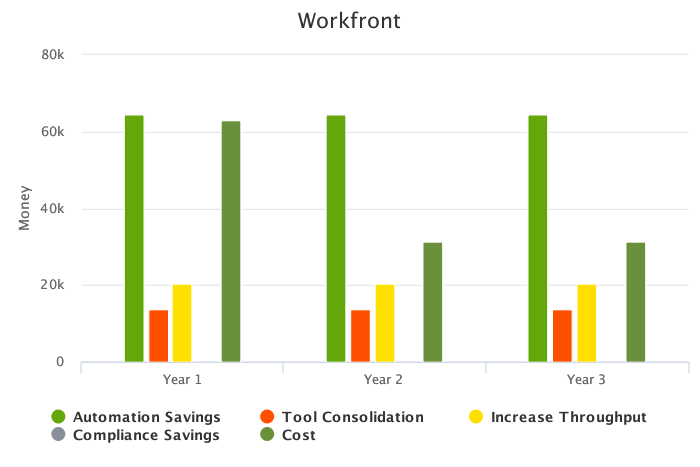 Workfront
80k
60k
40k
20k
0
Money
Year 1 Year 2 Year 3
Automation Savings Tool Consolidation Increase Throughput
Compliance Savings Cost